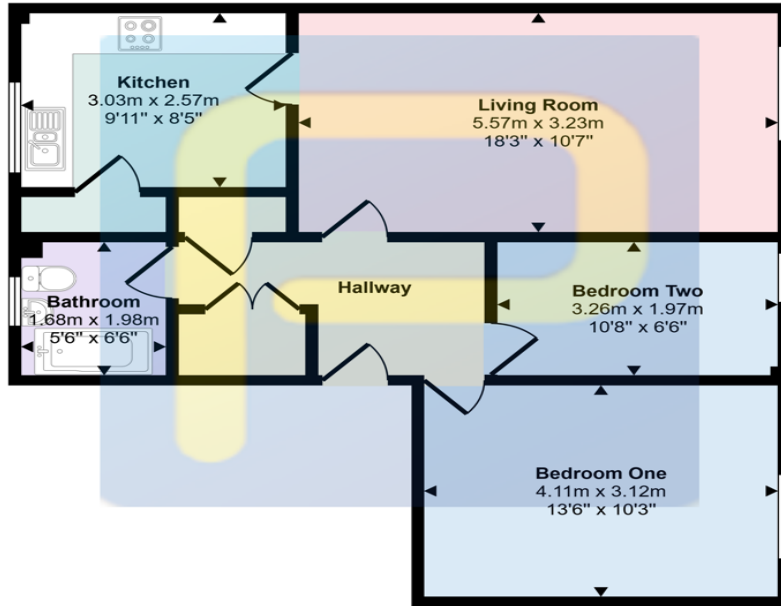 Kitchen
3.03m x 2.57m
9'11" x 8'5"
Living Room
5.57m x 3.23m
18'3" x 10'7"
Hallway
Bathroom
1.68m x 1.98m
5'6" x 6'6"
Bedroom Two
3.26m x 1.97m
10'8" x 6'6"
Bedroom One
4.11m x 3.12m
13'6" x 10'3"